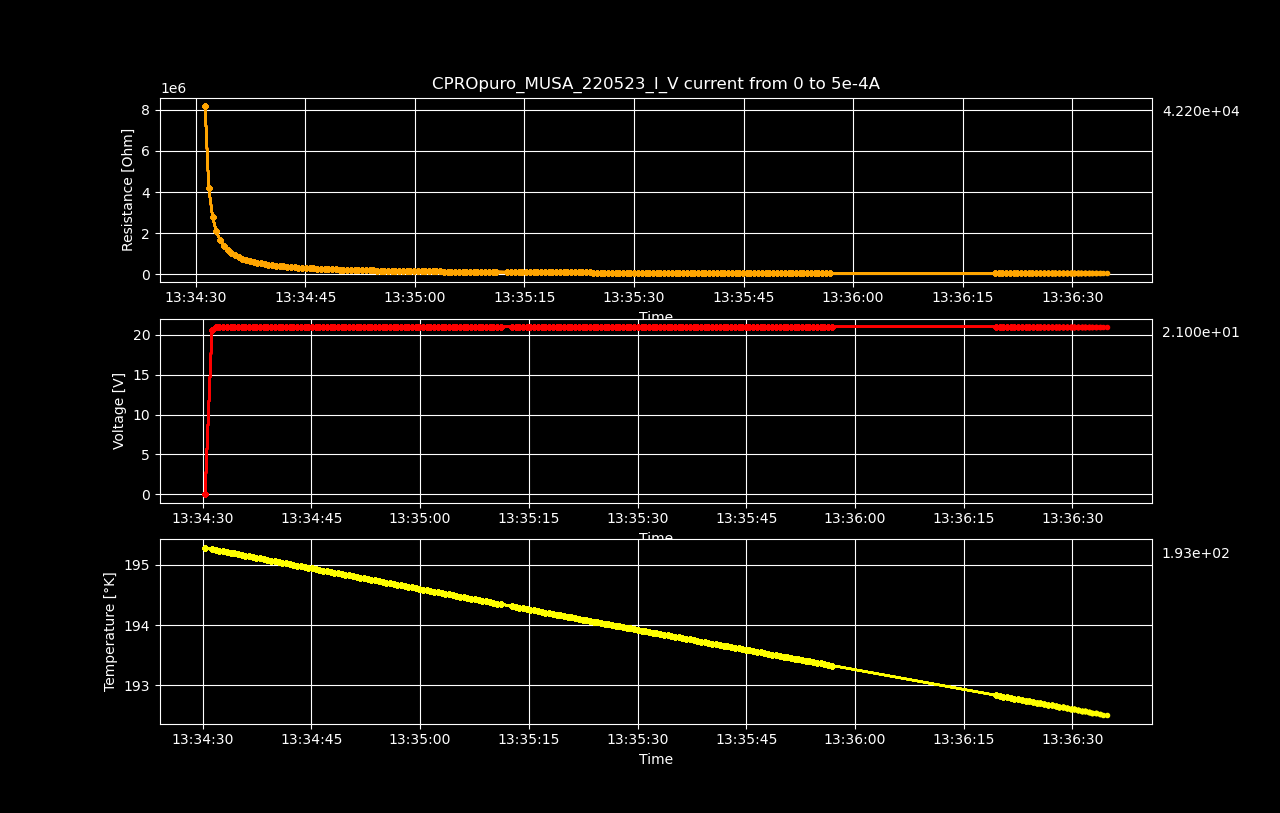 CPROpuro_MUSA_220523_I_V current from 0 to 5e-4A
1e6
8
6
4
2
0
Resistance [Ohm]
4.220e+04
13:34:30 13:34:45 13:35:00 13:35:15 13:35:30 13:35:45 13:36:00 13:36:15 13:36:30
Time
20
15
10
5
0
Voltage [V]
2.100e+01
13:34:30 13:34:45 13:35:00 13:35:15 13:35:30 13:35:45 13:36:00 13:36:15 13:36:30
Time
195
194
193
Temperature [°K]
1.93e+02
13:34:30 13:34:45 13:35:00 13:35:15 13:35:30 13:35:45 13:36:00 13:36:15 13:36:30
Time